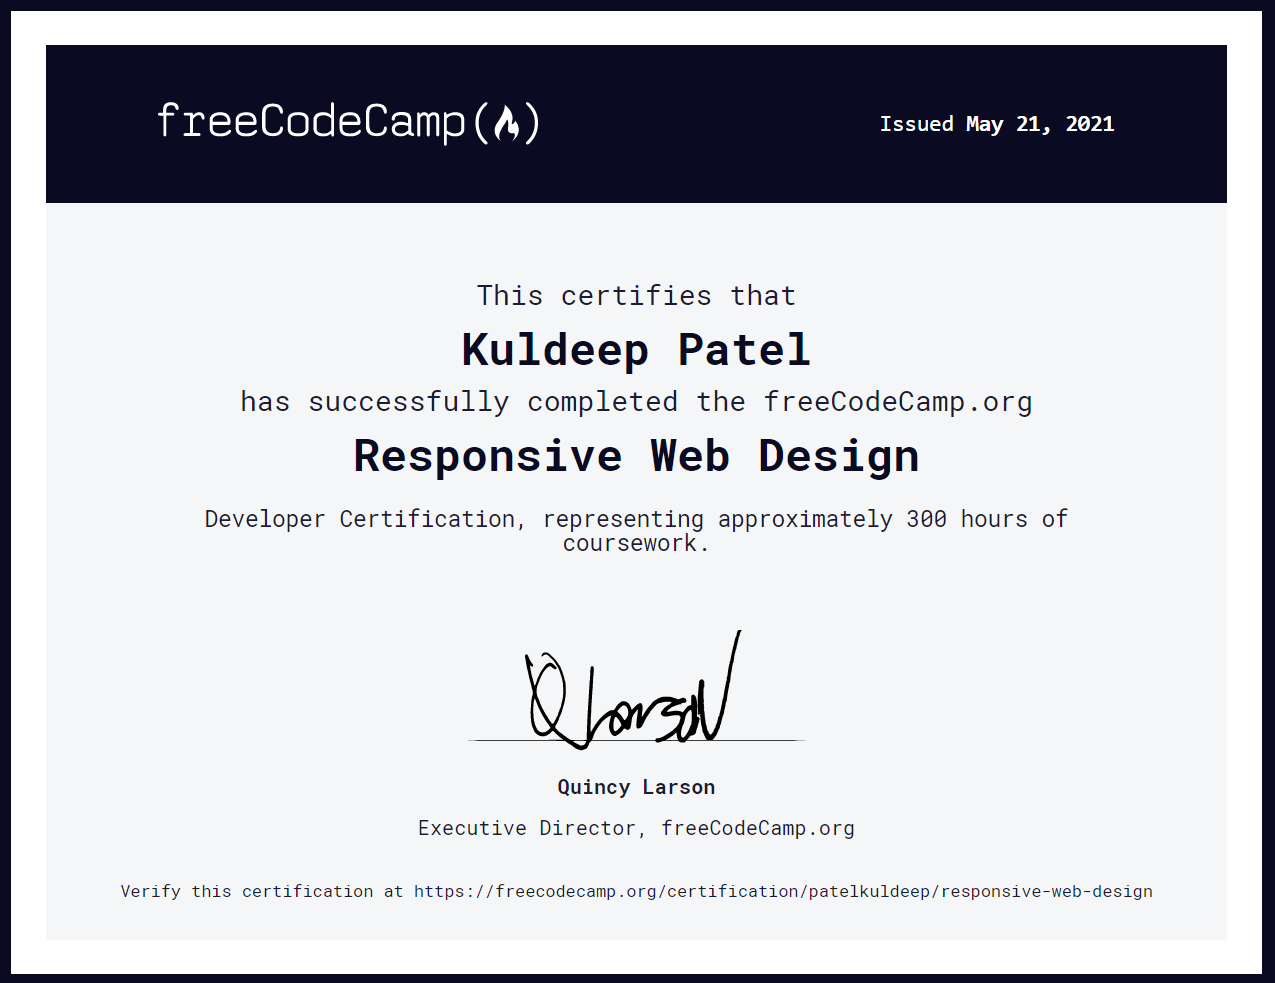 freeCodeCamp(🔥)
Issued May 21, 2021
This certifies that
Kuldeep Patel
has successfully completed the freeCodeCamp.org
Responsive Web Design
Developer Certification, representing approximately 300 hours of
coursework.
Q Larson
Quincy Larson
Executive Director, freeCodeCamp.org
Verify this certification at https://freecodecamp.org/certification/patelkuldeep/responsive-web-design